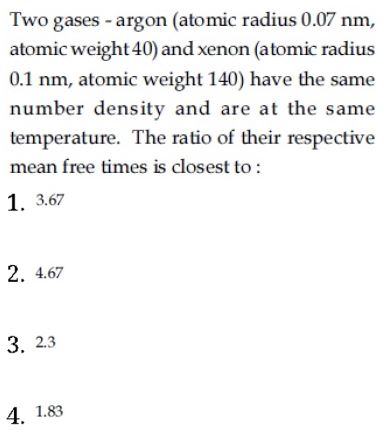 Two gases - argon (atomic radius 0.07 nm,
atomic weight 40) and xenon (atomic radius
0.1 nm, atomic weight 140) have the same
number density and are at the same
temperature. The ratio of their respective
mean free times is closest to :
1. 3.67
2. 4.67
3. 2.3
4. 1.83